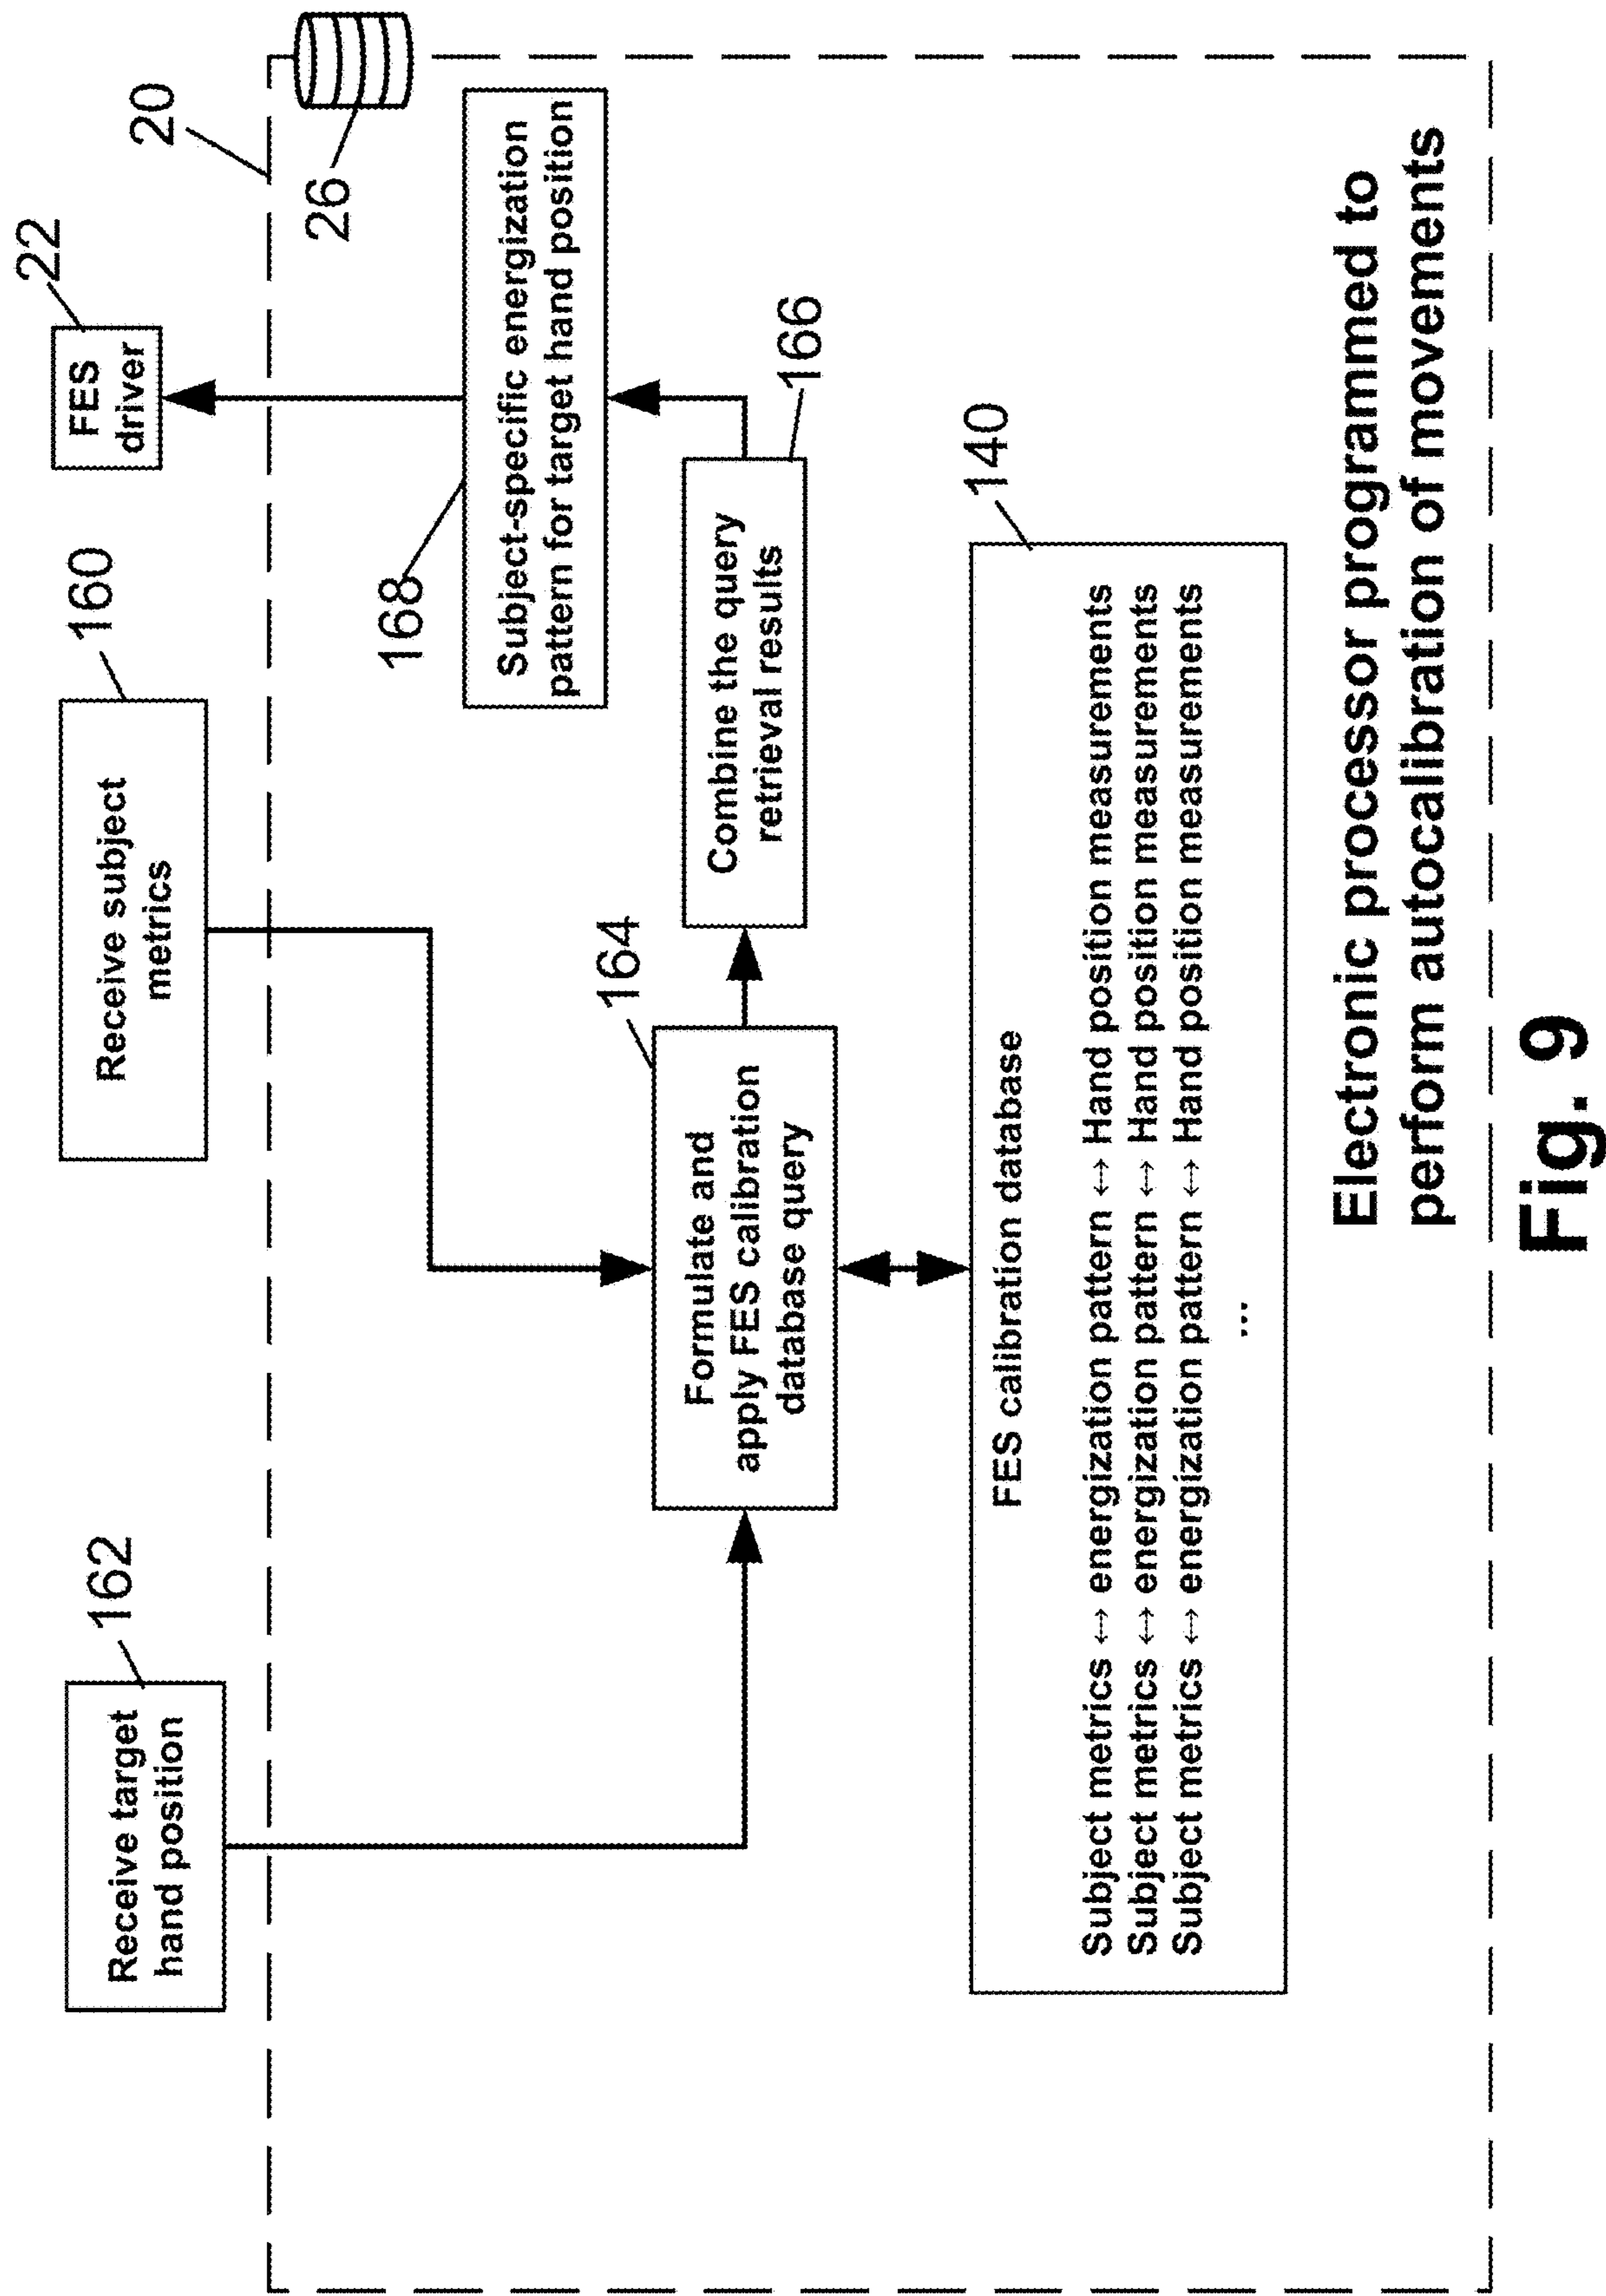 162
Receive target
hand position
160
Receive subject
metrics
22
FES
driver
20
26
164
Formulate and
apply FES calibration
database query
168
Subject-specific energization
pattern for target hand position
Combine the query
retrieval results
166
140
FES calibration database
Subject metrics ↔ energization pattern ↔ Hand position measurements
Subject metrics ↔ energization pattern ↔ Hand position measurements
Subject metrics ↔ energization pattern ↔ Hand position measurements
...
Electronic processor programmed to
perform autocalibration of movements
Fig. 9